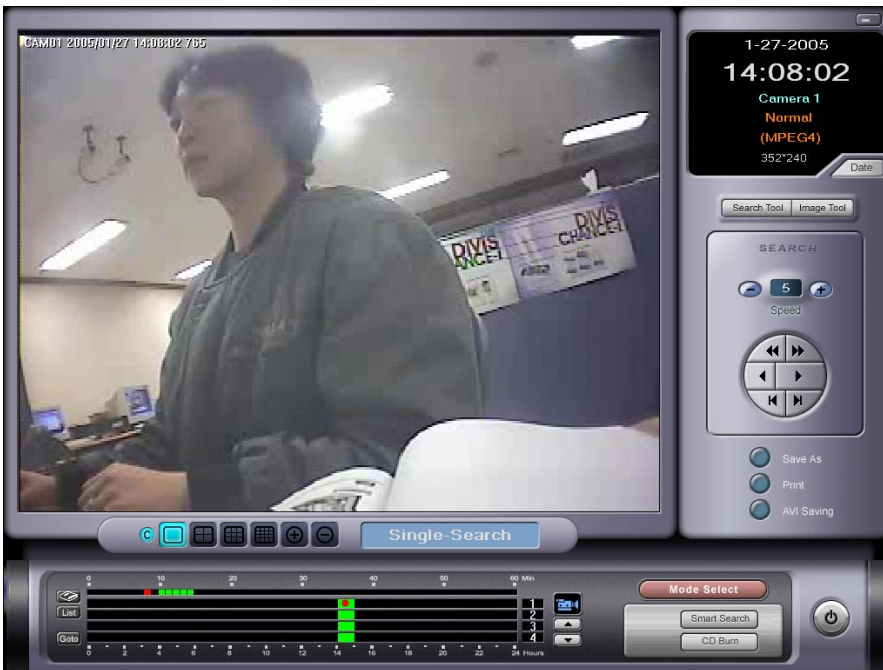 CAM01 2005/01/27 14:08:02 765
DIVIS
DIVIS
CHANCE-I
1-27-2005
14:08:02
Camera 1
Normal
(MPEG4)
352*240
Date
Search Tool Image Tool
SEARCH
5
Speed
Save As
Print
AVI Saving
C
Single-Search
0 10 20 30 40 50 60 Min
List
Goto
1
2
3
4
0 2 4 6 8 10 12 14 16 18 20 22 24 Hours
Mode Select
Smart Search
CD Burn